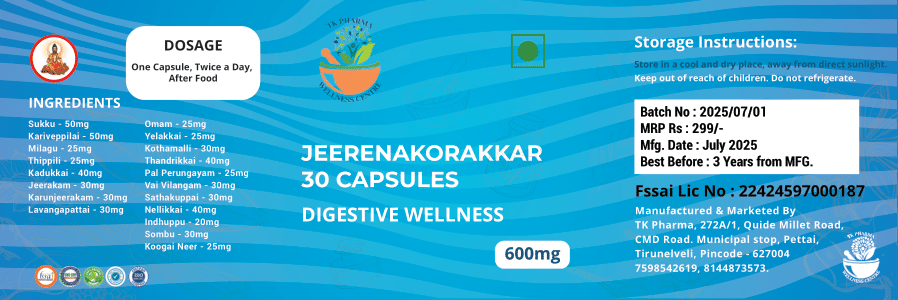 DOSAGE
One Capsule, Twice a Day,
After Food
INGREDIENTS
Sukku - 50mg
Kariveppilai - 50mg
Milagu - 25mg
Thippili - 25mg
Kadukkai - 40mg
Jeerakam - 30mg
Karunjeerakam - 30mg
Lavangapattai - 30mg
Omam - 25mg
Yelakkai - 25mg
Kothamalli - 30mg
Thandrikkai - 40mg
Pal Perungayam - 25mg
Vai Vilangam - 30mg
Sathakuppai - 30mg
Nellikkai - 40mg
Indhuppu - 20mg
Sombu - 30mg
Koogai Neer - 25mg
TK PHARMA
WELLNESS CENTRE
JEERENAKORAKKAR
30 CAPSULES
DIGESTIVE WELLNESS
600mg
Storage Instructions:
Store in a cool and dry place, away from direct sunlight.
Keep out of reach of children. Do not refrigerate.
Batch No : 2025/07/01
MRP Rs : 299/-
Mfg. Date : July 2025
Best Before : 3 Years from MFG.
Fssai Lic No : 22424597000187
Manufactured & Marketed By
TK Pharma, 272A/1, Quide Millet Road,
CMD Road. Municipal stop, Pettai,
Tirunelveli, Pincode - 627004
7598542619, 8144873573.
TK PHARMA
WELLNESS CENTRE